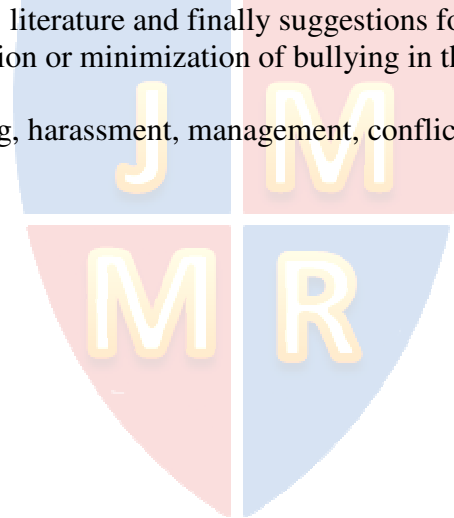 literature and finally suggestions fo
ion or minimization of bullying in th
g, harassment, management, conflic
J M
M R